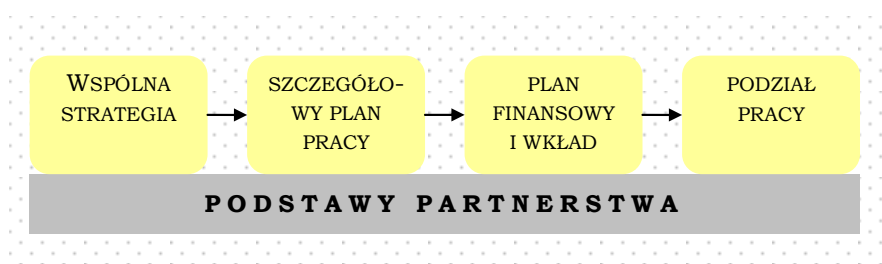 WSPÓLNA
STRATEGIA
SZCZEGÓŁO-
WY PLAN
PRACY
PLAN
FINANSOWY
I WKŁAD
PODZIAŁ
PRACY
PODSTAWY PARTNERSTWA